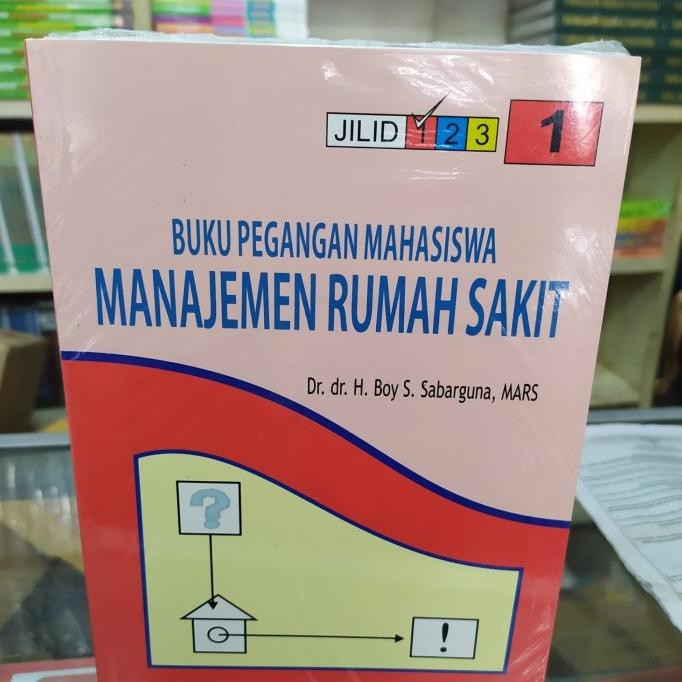 JILID 1 2 3
1
BUKU PEGANGAN MAHASISWA
MANAJEMEN RUMAH SAKIT
Dr. dr. H. Boy S. Sabarguna, MARS
?
!